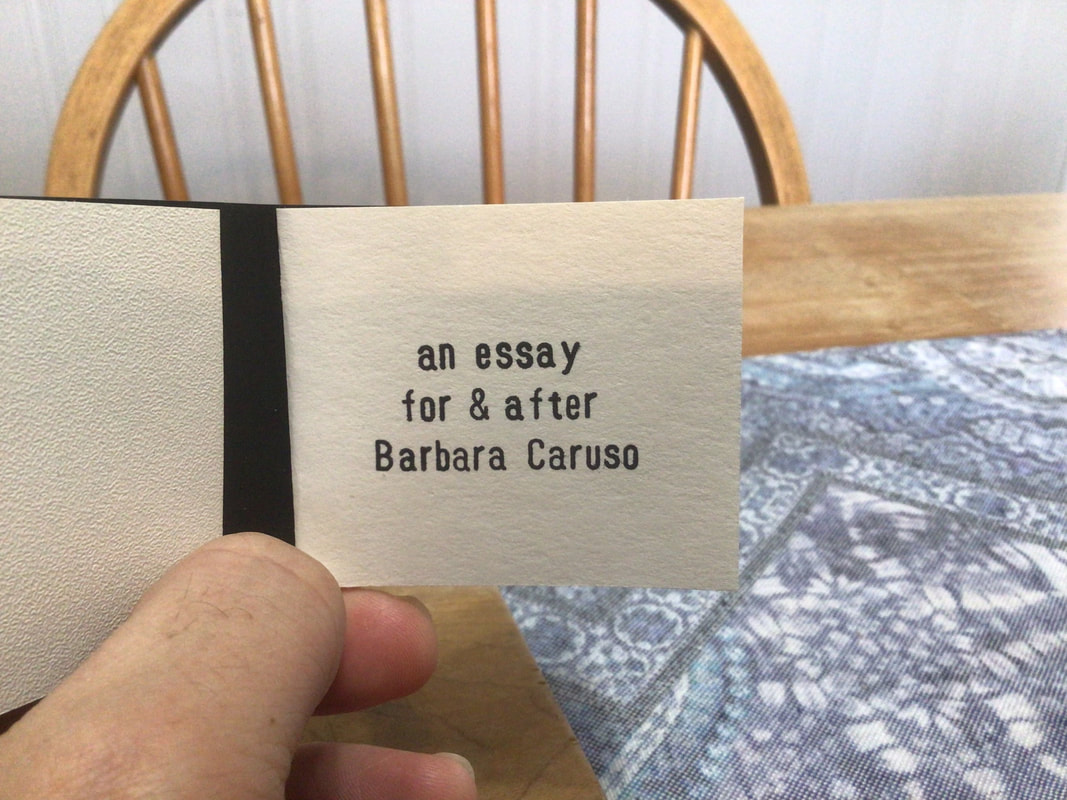 an essay
for & after
Barbara Caruso